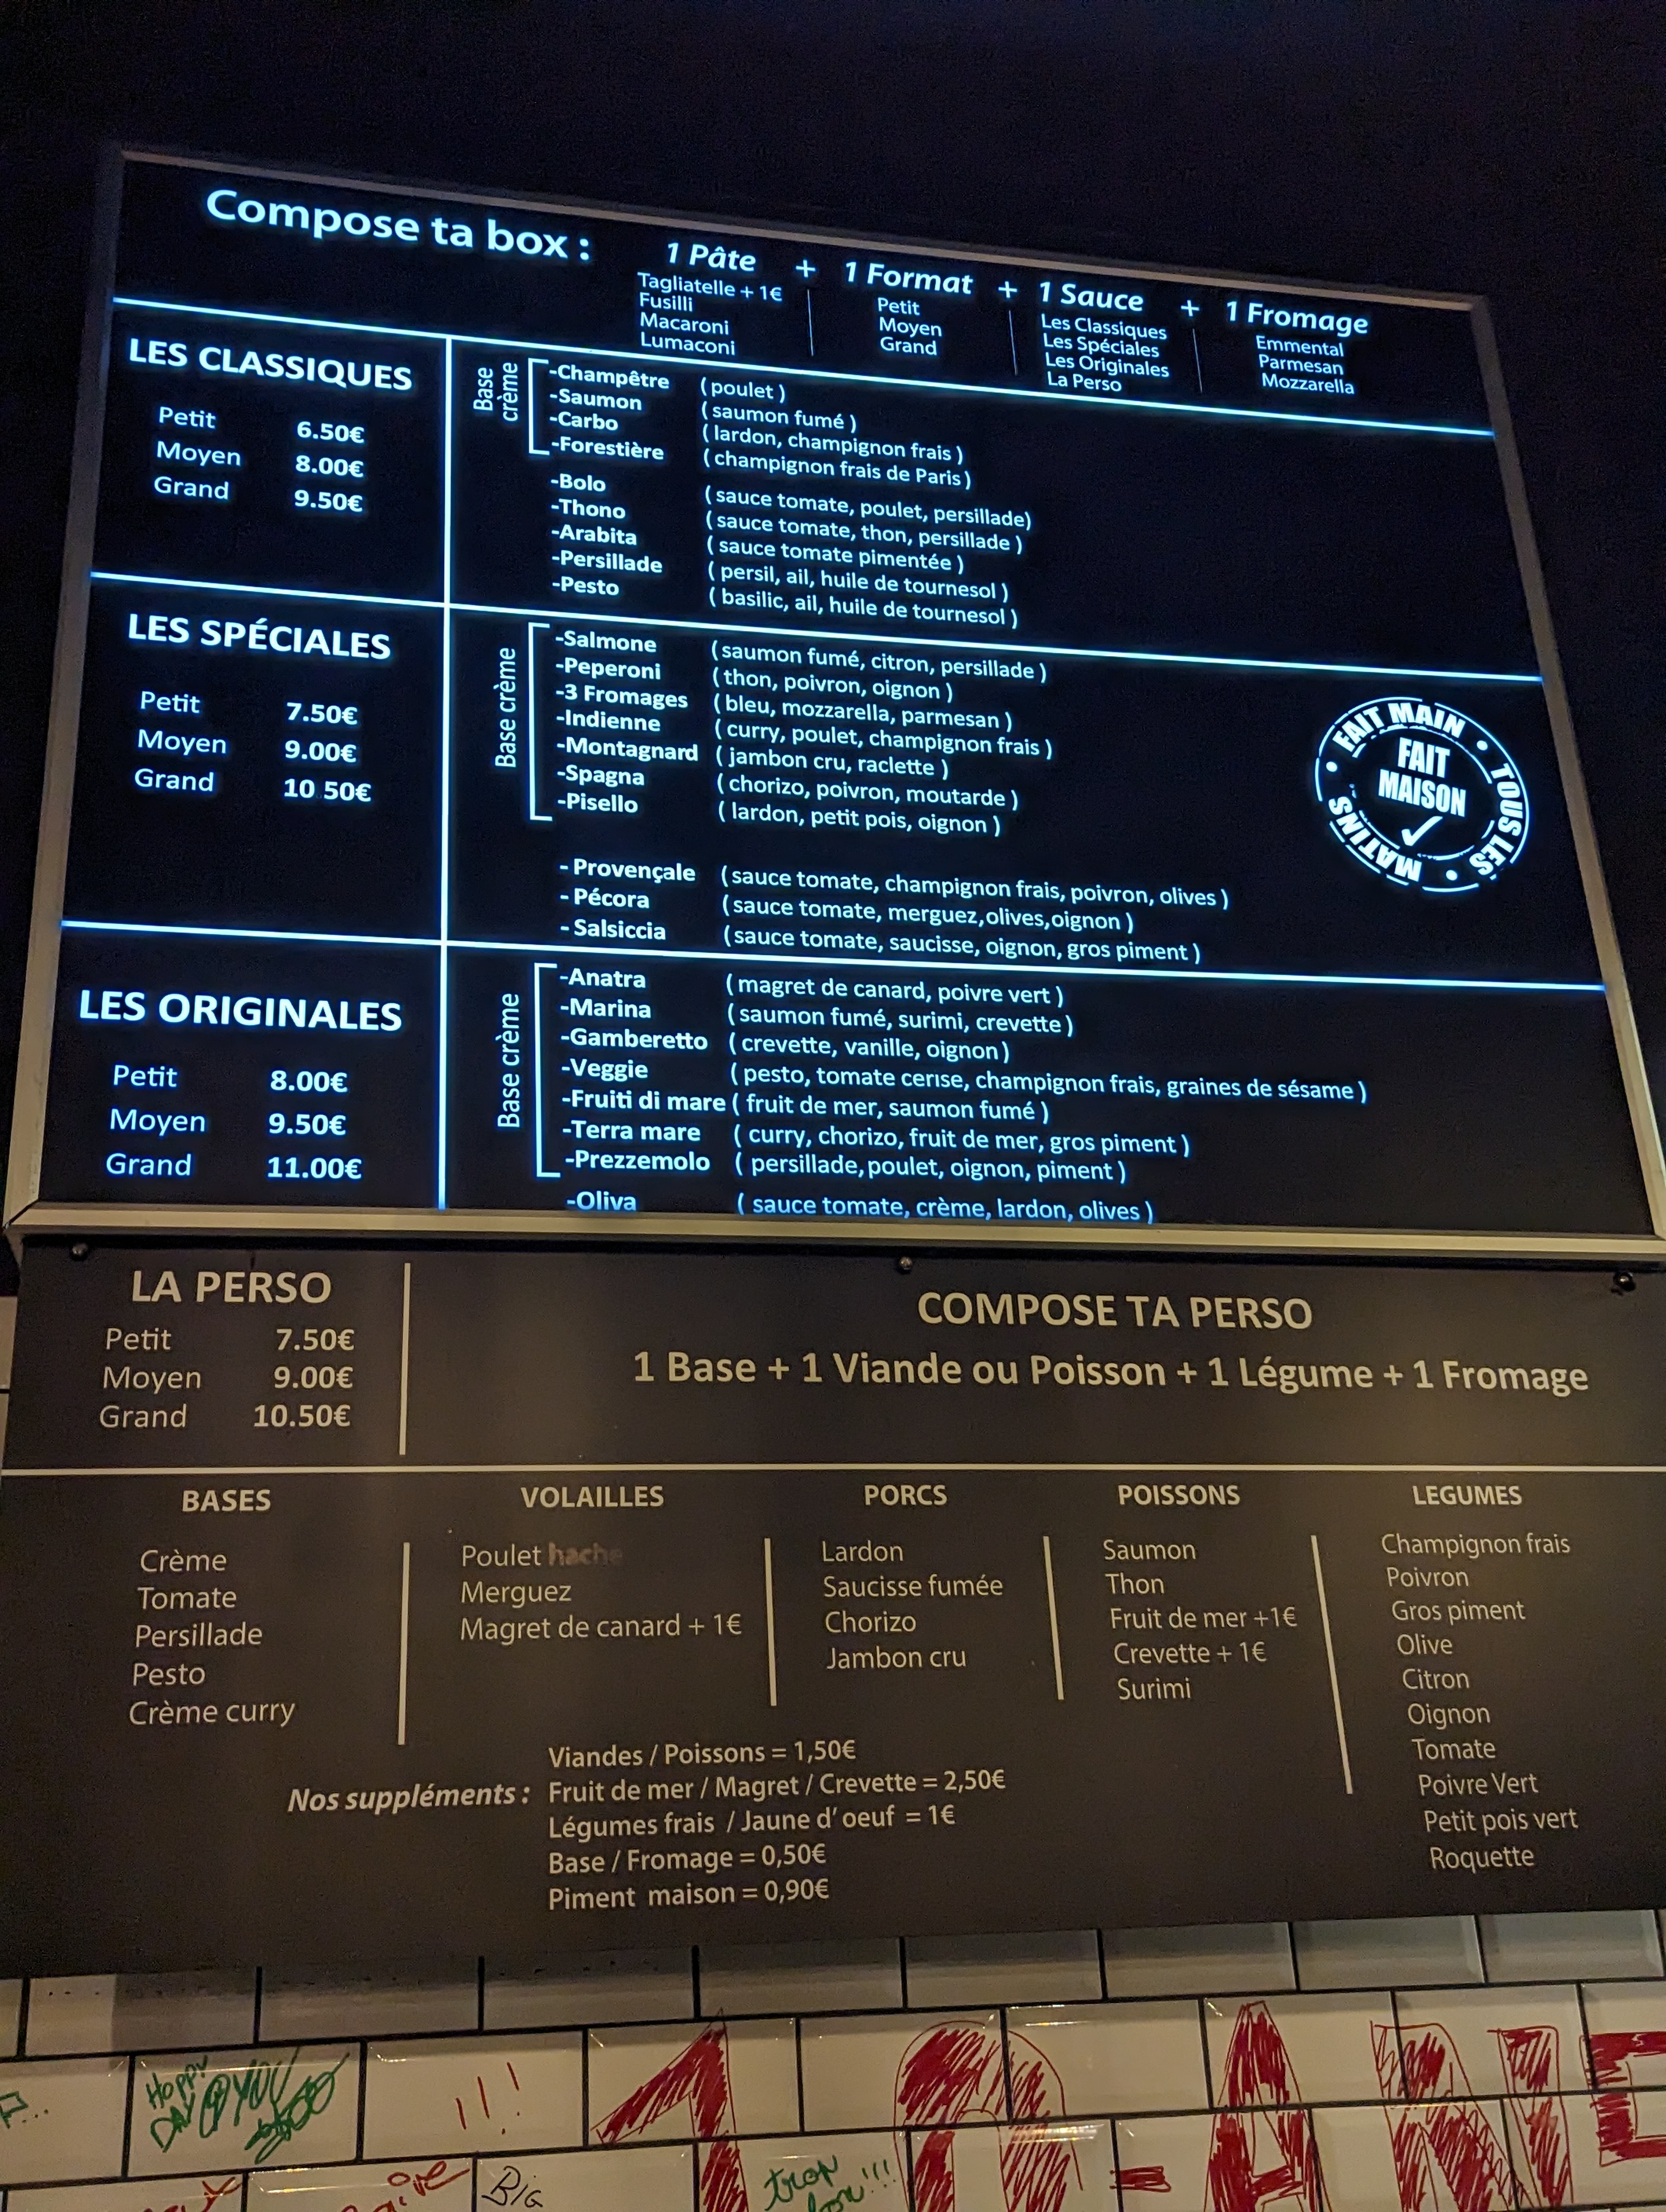 Compose ta box :
1 Pâte + 1 Format + 1 Sauce + 1 Fromage
Tagliatelle + 1€
Fusilli
Macaroni
Lumaconi
Petit
Moyen
Grand
Les Classiques
Les Spéciales
Les Originales
La Perso
Emmental
Parmesan
Mozzarella
LES CLASSIQUES
Petit 6.50€
Moyen 8.00€
Grand 9.50€
Base crème
-Champêtre ( poulet )
-Saumon ( saumon fumé )
-Carbo ( lardon, champignon frais )
-Forestière ( champignon frais de Paris )
-Bolo ( sauce tomate, poulet, persillade)
-Thono ( sauce tomate, thon, persillade )
-Arabita ( sauce tomate pimentée )
-Persillade ( persil, ail, huile de tournesol )
-Pesto ( basilic, ail, huile de tournesol )
LES SPÉCIALES
Petit 7.50€
Moyen 9.00€
Grand 10 50€
Base crème
-Salmone ( saumon fumé, citron, persillade )
-Peperoni ( thon, poivron, oignon )
-3 Fromages ( bleu, mozzarella, parmesan )
-Indienne ( curry, poulet, champignon frais )
-Montagnard ( jambon cru, raclette )
-Spagna ( chorizo, poivron, moutarde )
-Pisello ( lardon, petit pois, oignon )
- Provençale ( sauce tomate, champignon frais, poivron, olives )
- Pécora ( sauce tomate, merguez,olives,oignon )
- Salsiccia ( sauce tomate, saucisse, oignon, gros piment )
FAIT MAIN • TOUS LES • MATINS •
FAIT
MAISON
LES ORIGINALES
Petit 8.00€
Moyen 9.50€
Grand 11.00€
Base crème
-Anatra ( magret de canard, poivre vert )
-Marina ( saumon fumé, surimi, crevette )
-Gamberetto ( crevette, vanille, oignon )
-Veggie ( pesto, tomate cerise, champignon frais, graines de sésame )
-Fruiti di mare ( fruit de mer, saumon fumé )
-Terra mare ( curry, chorizo, fruit de mer, gros piment )
-Prezzemolo ( persillade, poulet, oignon, piment )
-Oliva ( sauce tomate, crème, lardon, olives )
LA PERSO
Petit 7.50€
Moyen 9.00€
Grand 10.50€
COMPOSE TA PERSO
1 Base + 1 Viande ou Poisson + 1 Légume + 1 Fromage
BASES
Crème
Tomate
Persillade
Pesto
Crème curry
VOLAILLES
Poulet hache
Merguez
Magret de canard + 1€
PORCS
Lardon
Saucisse fumée
Chorizo
Jambon cru
POISSONS
Saumon
Thon
Fruit de mer +1€
Crevette + 1€
Surimi
LEGUMES
Champignon frais
Poivron
Gros piment
Olive
Citron
Oignon
Tomate
Poivre Vert
Petit pois vert
Roquette
Nos suppléments :
Viandes / Poissons = 1,50€
Fruit de mer / Magret / Crevette = 2,50€
Légumes frais / Jaune d' oeuf = 1€
Base / Fromage = 0,50€
Piment maison = 0,90€
HAPPY
DAY @YOU
!!!
BIG
trop